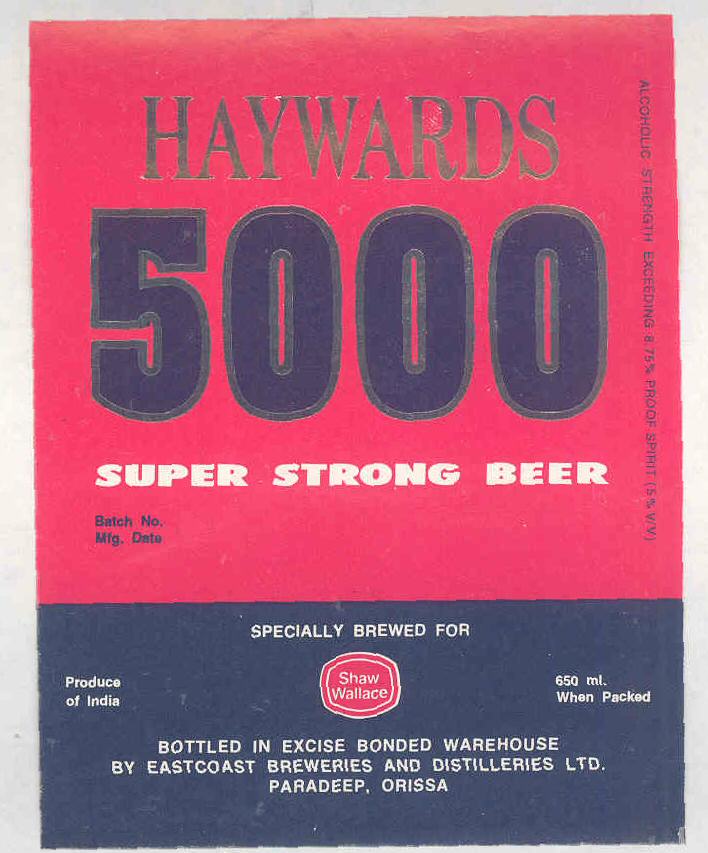 HAYWARDS
5000
SUPER STRONG BEER
Batch No.
Mfg. Date
ALCOHOLIC STRENGTH EXCEEDING 8.75% PROOF SPIRIT (5% V/V)
SPECIALLY BREWED FOR
Shaw
Wallace
Produce
of India
650 ml.
When Packed
BOTTLED IN EXCISE BONDED WAREHOUSE
BY EASTCOAST BREWERIES AND DISTILLERIES LTD.
PARADEEP, ORISSA